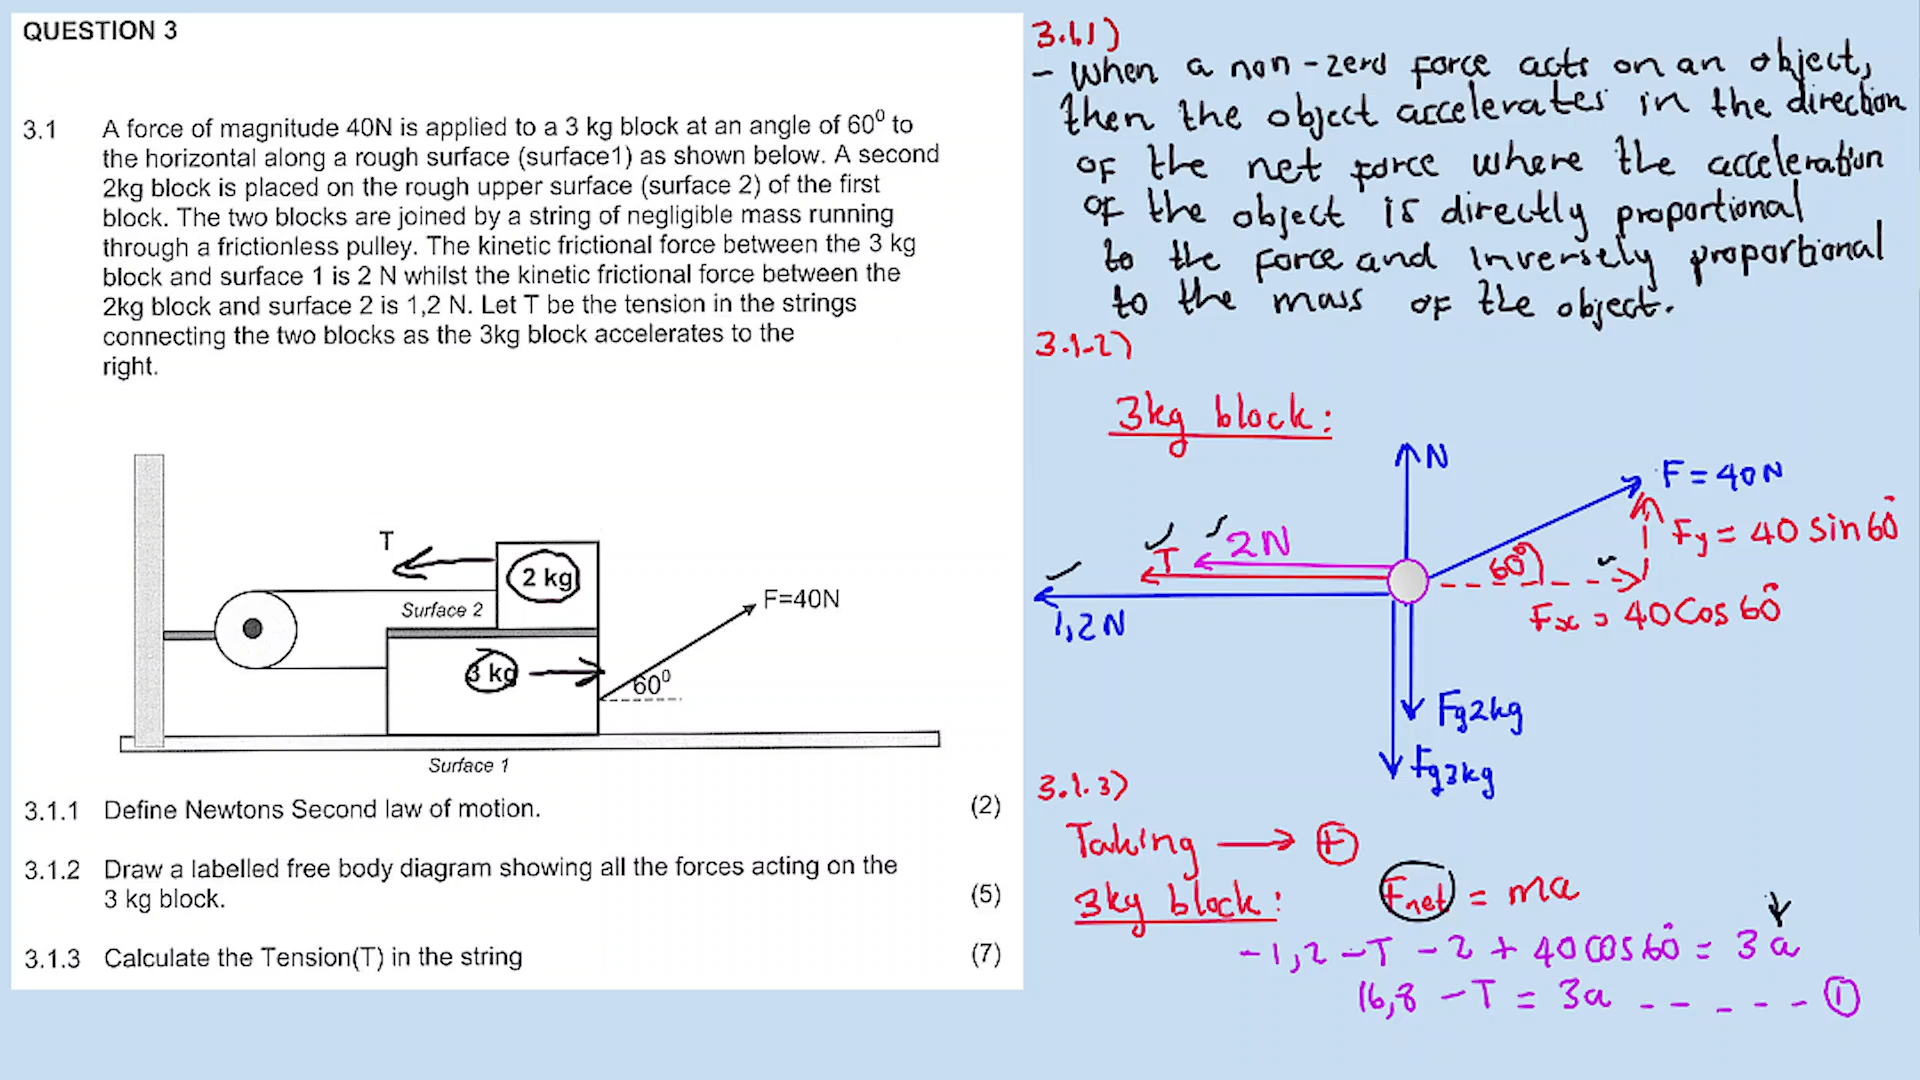 QUESTION 3
3.1 A force of magnitude 40N is applied to a 3 kg block at an angle of 60⁰ to
the horizontal along a rough surface (surface1) as shown below. A second
2kg block is placed on the rough upper surface (surface 2) of the first
block. The two blocks are joined by a string of negligible mass running
through a frictionless pulley. The kinetic frictional force between the 3 kg
block and surface 1 is 2 N whilst the kinetic frictional force between the
2kg block and surface 2 is 1,2 N. Let T be the tension in the strings
connecting the two blocks as the 3kg block accelerates to the
right.
T
2 kg
Surface 2
F=40N
3 kg
60⁰
Surface 1
3.1.1 Define Newtons Second law of motion. (2)
3.1.2 Draw a labelled free body diagram showing all the forces acting on the
3 kg block. (5)
3.1.3 Calculate the Tension(T) in the string (7)
3.1.1)
- When a non-zero force acts on an object,
then the object accelerates in the direction
of the net force where the acceleration
of the object is directly proportional
to the force and inversely proportional
to the mass of the object.
3.1.2)
3kg block:
N
F = 40N
Fy = 40 sin 60°
2N
T
60°
1,2N
Fx = 40 cos 60°
Fg2kg
Fg3kg
3.1.3)
Taking → +
3kg block: Fnet = ma
-1,2 - T - 2 + 40 cos 60° = 3a
16,8 - T = 3a - - - - - ①